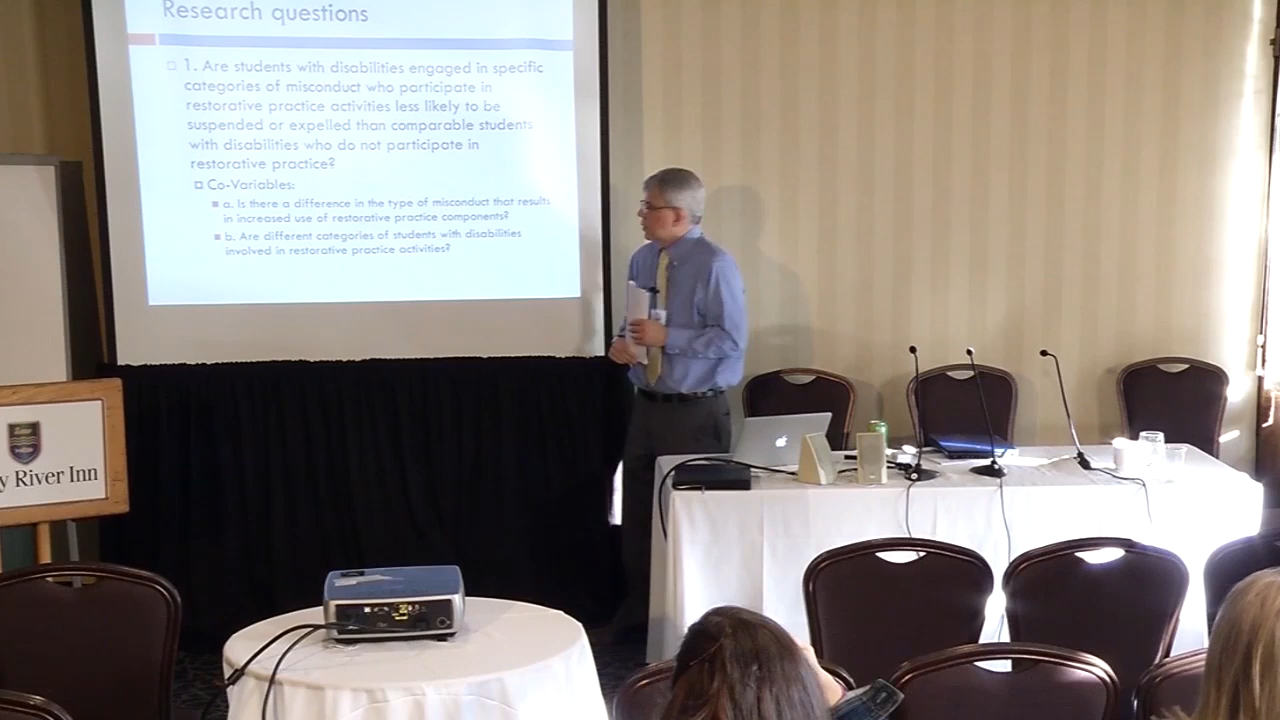 Research questions
1. Are students with disabilities engaged in specific
categories of misconduct who participate in
restorative practice activities less likely to be
suspended or expelled than comparable students
with disabilities who do not participate in
restorative practice?
Co-Variables:
a. Is there a difference in the type of misconduct that results
in increased use of restorative practice components?
b. Are different categories of students with disabilities
involved in restorative practice activities?
y River Inn